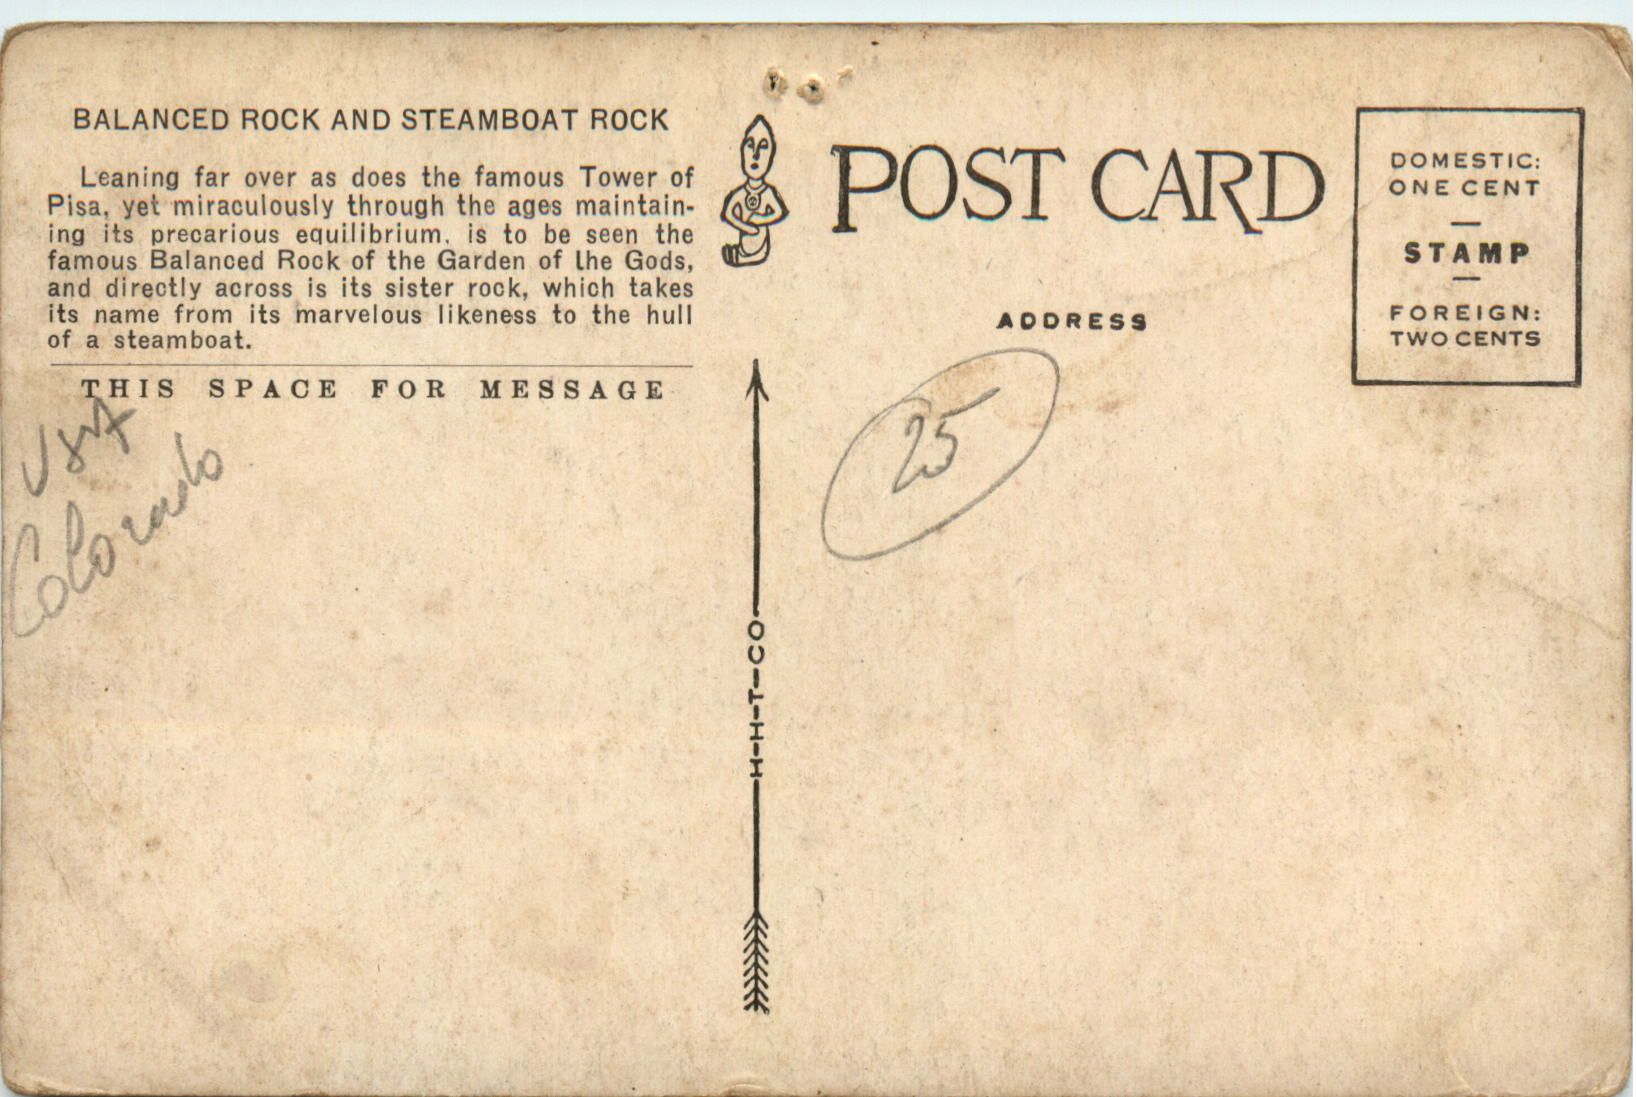 BALANCED ROCK AND STEAMBOAT ROCK
Leaning far over as does the famous Tower of
Pisa, yet miraculously through the ages maintain-
ing its precarious equilibrium, is to be seen the
famous Balanced Rock of the Garden of the Gods,
and directly across is its sister rock, which takes
its name from its marvelous likeness to the hull
of a steamboat.
THIS SPACE FOR MESSAGE
USA
Colorado
H-H-T-CO
POST CARD
ADDRESS
25
DOMESTIC:
ONE CENT
STAMP
FOREIGN:
TWO CENTS